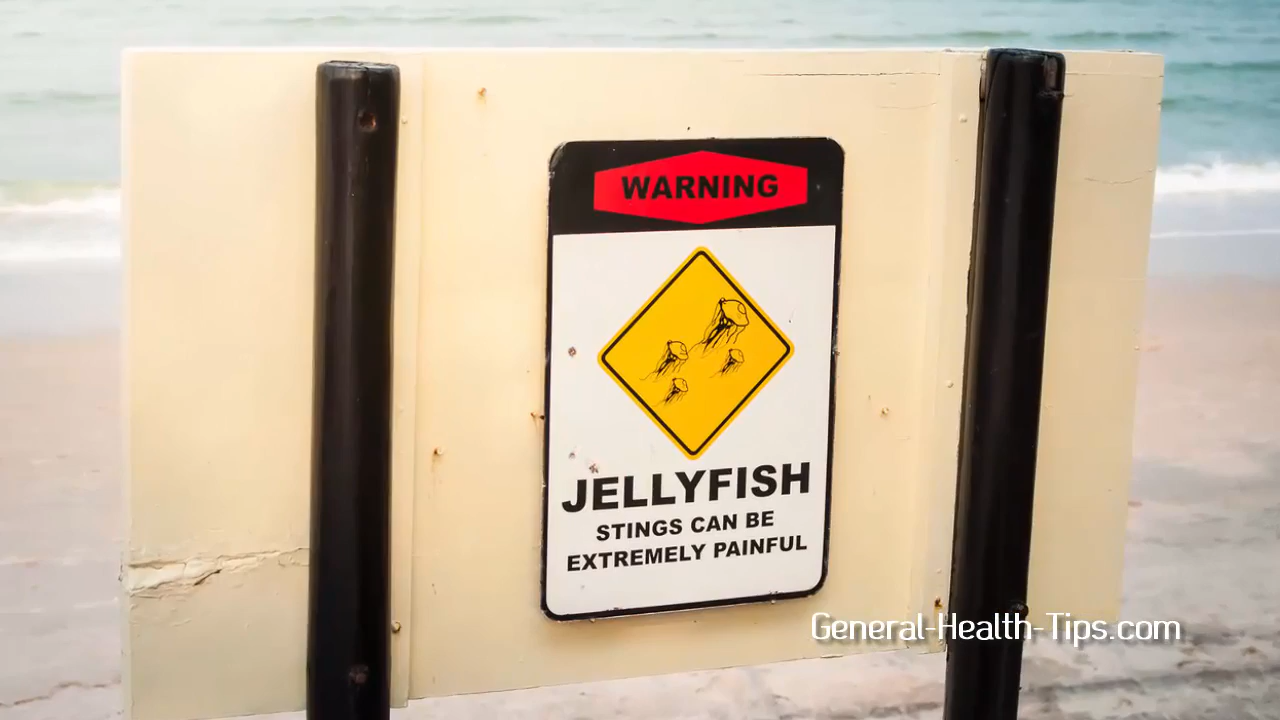 WARNING
JELLYFISH
STINGS CAN BE
EXTREMELY PAINFUL
General-Health-Tips.com